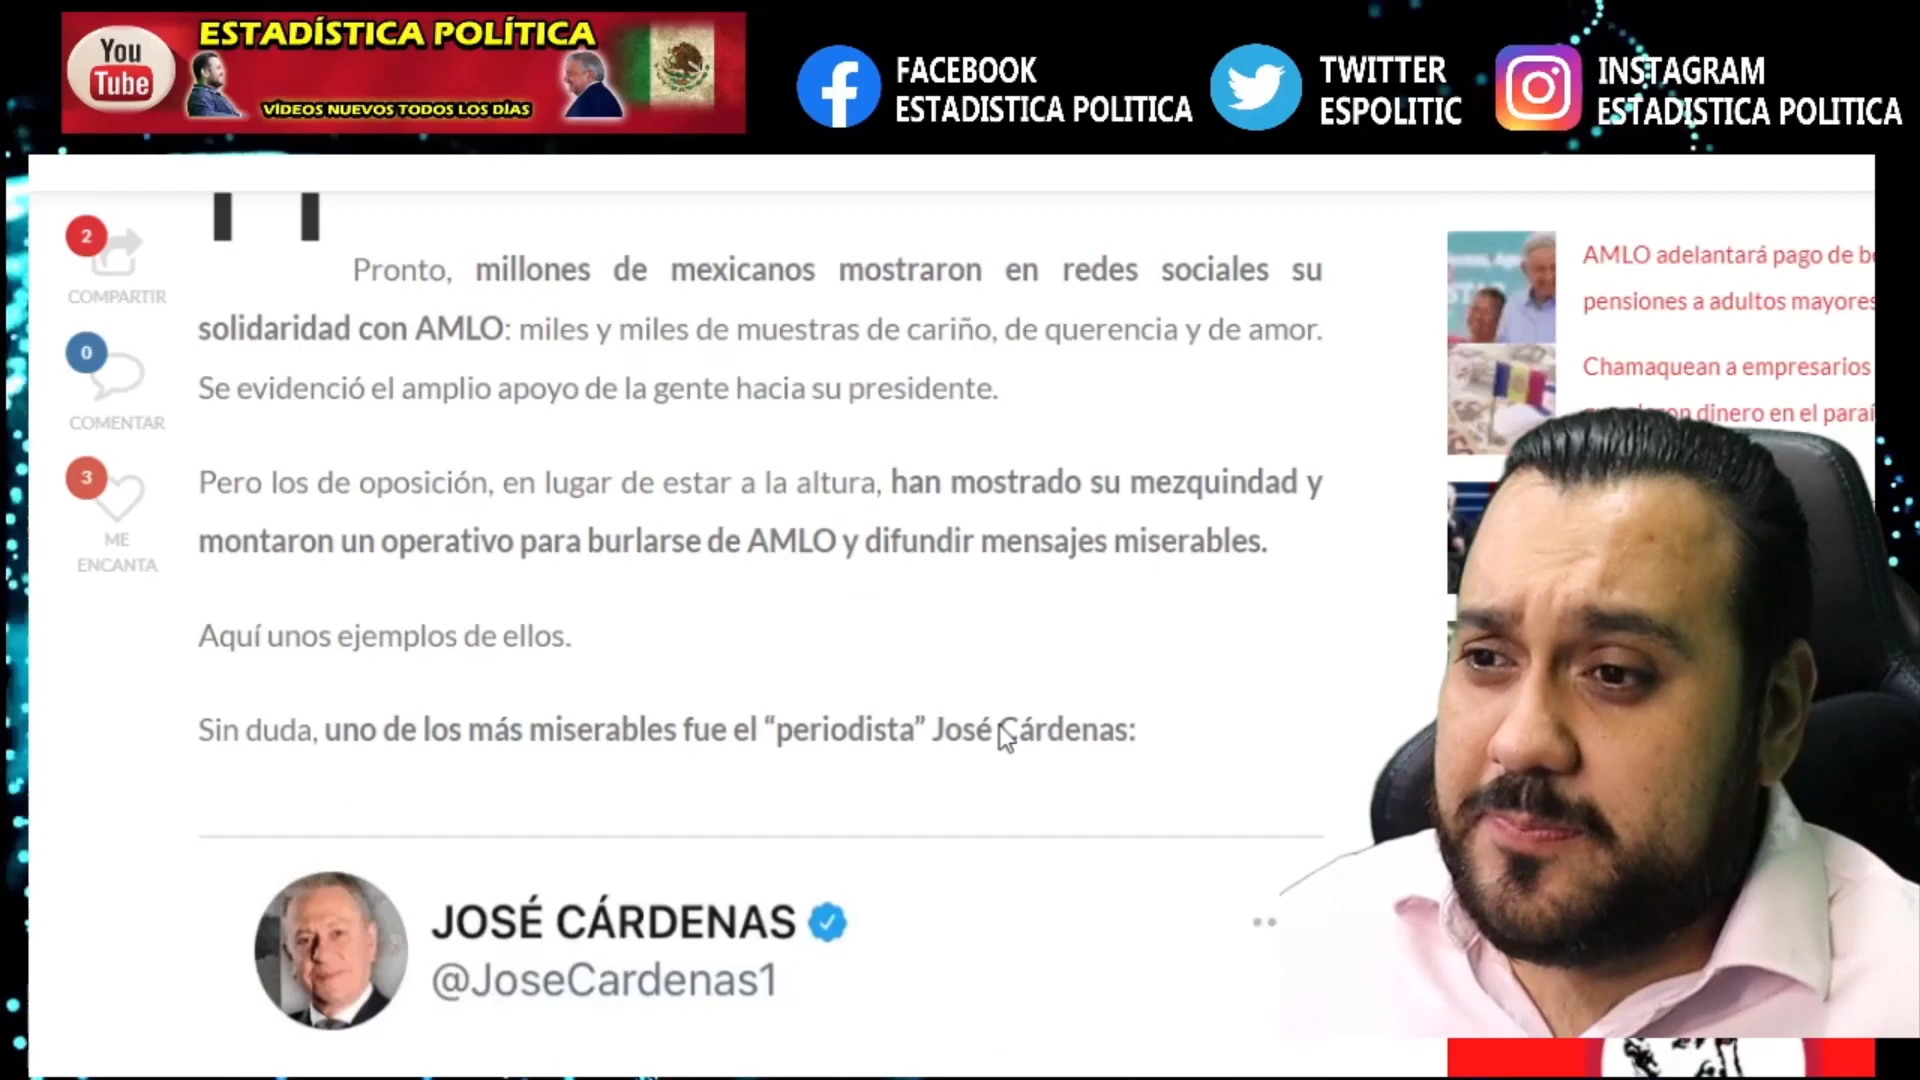 You
Tube
ESTADÍSTICA POLÍTICA
VÍDEOS NUEVOS TODOS LOS DÍAS
FACEBOOK
ESTADISTICA POLITICA
TWITTER
ESPOLITIC
INSTAGRAM
ESTADISTICA POLITICA
2
COMPARTIR
0
COMENTAR
3
ME
ENCANTA
Pronto, millones de mexicanos mostraron en redes sociales su
solidaridad con AMLO: miles y miles de muestras de cariño, de querencia y de amor.
Se evidenció el amplio apoyo de la gente hacia su presidente.
Pero los de oposición, en lugar de estar a la altura, han mostrado su mezquindad y
montaron un operativo para burlarse de AMLO y difundir mensajes miserables.
Aquí unos ejemplos de ellos.
Sin duda, uno de los más miserables fue el “periodista” José Cárdenas:
JOSÉ CÁRDENAS
@JoseCardenas1
AMLO adelantará pago de
pensiones a adultos mayores
Chamaquean a empresarios
dinero en el